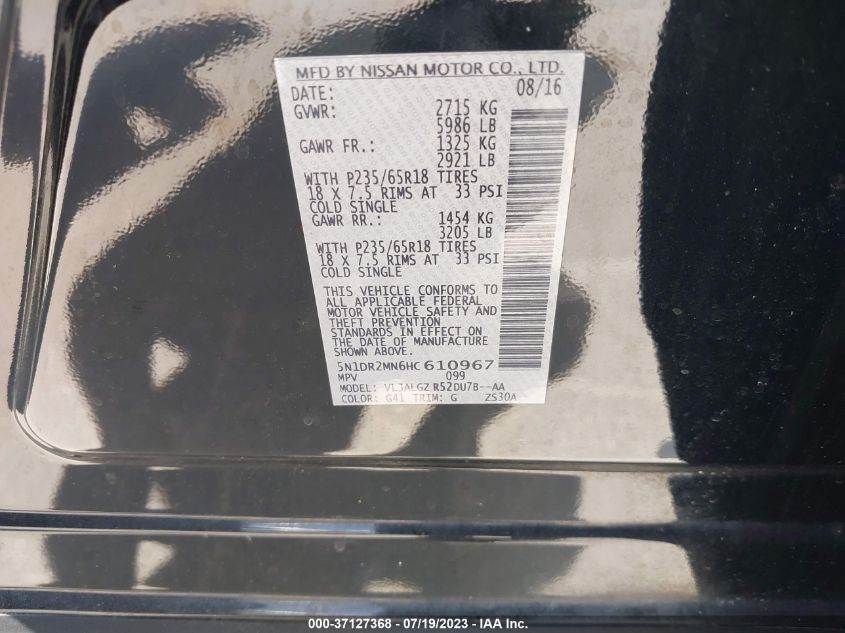 MFD BY NISSAN MOTOR CO., LTD.
DATE: 08/16
GVWR: 2715 KG
5986 LB
GAWR FR.: 1325 KG
2921 LB
WITH P235/65R18 TIRES
18 X 7.5 RIMS AT 33 PSI
COLD SINGLE
GAWR RR.: 1454 KG
3205 LB
WITH P235/65R18 TIRES
18 X 7.5 RIMS AT 33 PSI
COLD SINGLE
THIS VEHICLE CONFORMS TO
ALL APPLICABLE FEDERAL
MOTOR VEHICLE SAFETY AND
THEFT PREVENTION
STANDARDS IN EFFECT ON
THE DATE OF MANUFACTURE
SHOWN ABOVE.
5N1DR2MN6HC 610967
MPV 099
MODEL: VL3ALGZ R52DU7B--AA
COLOR: G41 TRIM: G ZS30A
000-37127368 - 07/19/2023 - IAA Inc.